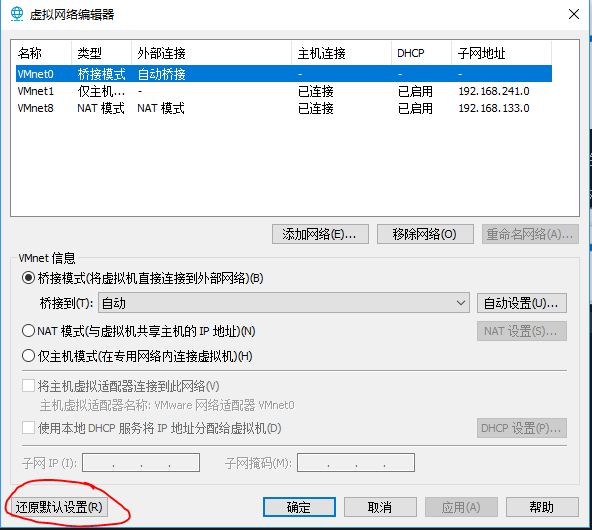 虚拟网络编辑器
名称 类型 外部连接 主机连接 DHCP 子网地址
VMnet0 桥接模式 自动桥接 - - -
VMnet1 仅主机... - 已连接 已启用 192.168.241.0
VMnet8 NAT 模式 NAT 模式 已连接 已启用 192.168.133.0
添加网络(E)... 移除网络(O) 重命名网络(A)...
VMnet 信息
桥接模式(将虚拟机直接连接到外部网络)(B)
桥接到(T): 自动 自动设置(U)...
NAT 模式(与虚拟机共享主机的 IP 地址)(N) NAT 设置(S)...
仅主机模式(在专用网络内连接虚拟机)(H)
将主机虚拟适配器连接到此网络(V)
主机虚拟适配器名称: VMware 网络适配器 VMnet0
使用本地 DHCP 服务将 IP 地址分配给虚拟机(D) DHCP 设置(P)...
子网 IP (I): . . . 子网掩码(M): . . .
还原默认设置(R) 确定 取消 应用(A) 帮助